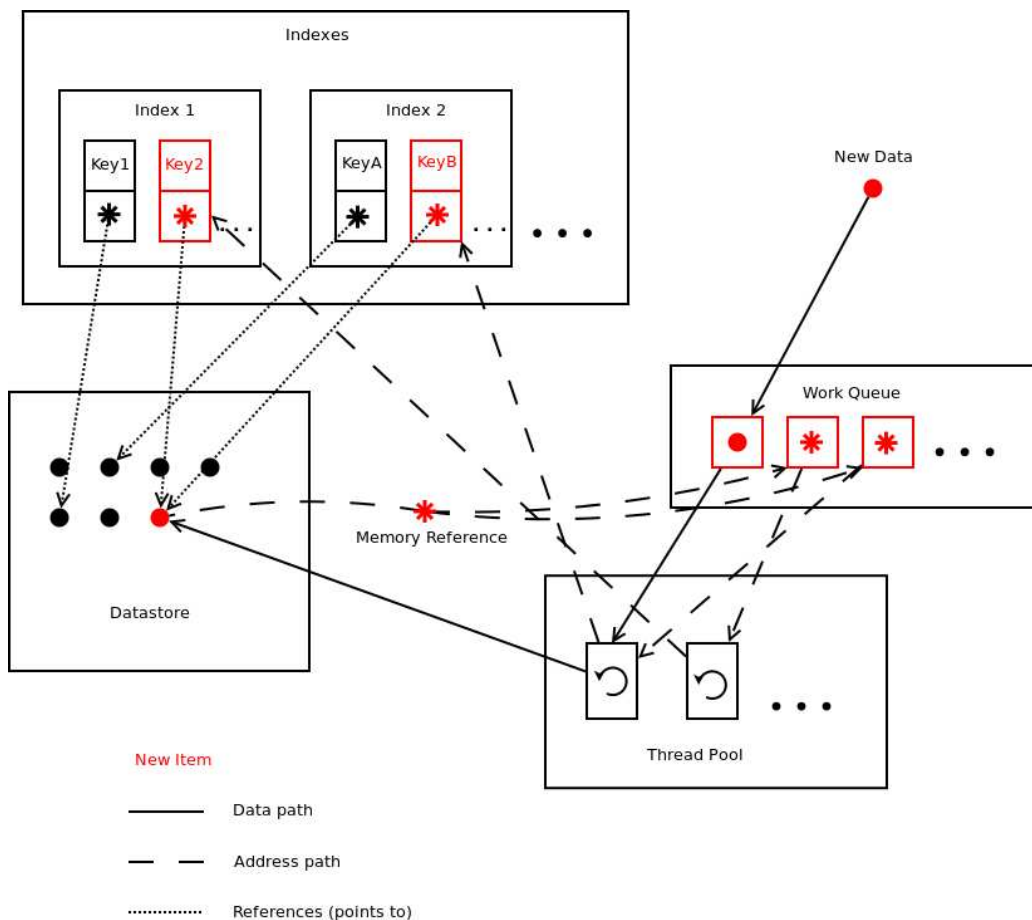 Indexes
Index 1
Index 2
Key1
Key2
KeyA
KeyB
New Data
Work Queue
Memory Reference
Datastore
Thread Pool
New Item
Data path
Address path
References (points to)